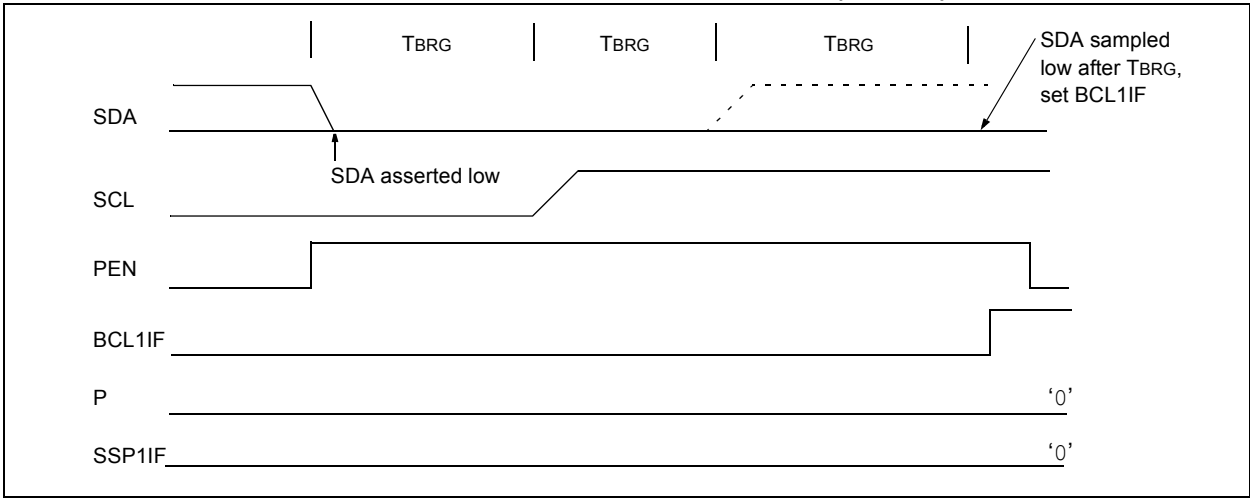 TBRG TBRG TBRG
SDA sampled
low after TBRG,
set BCL1IF
SDA
SDA asserted low
SCL
PEN
BCL1IF
P ‘0’
SSP1IF ‘0’